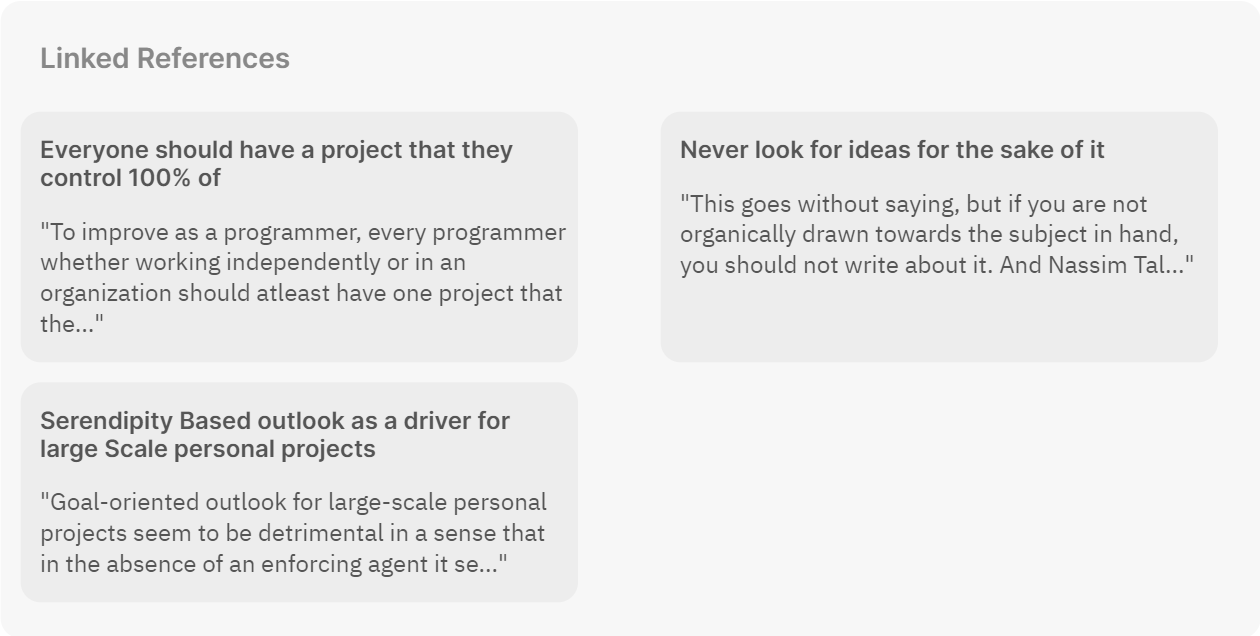 Linked References
Everyone should have a project that they
control 100% of
"To improve as a programmer, every programmer
whether working independently or in an
organization should atleast have one project that
the..."
Never look for ideas for the sake of it
"This goes without saying, but if you are not
organically drawn towards the subject in hand,
you should not write about it. And Nassim Tal..."
Serendipity Based outlook as a driver for
large Scale personal projects
"Goal-oriented outlook for large-scale personal
projects seem to be detrimental in a sense that
in the absence of an enforcing agent it se..."